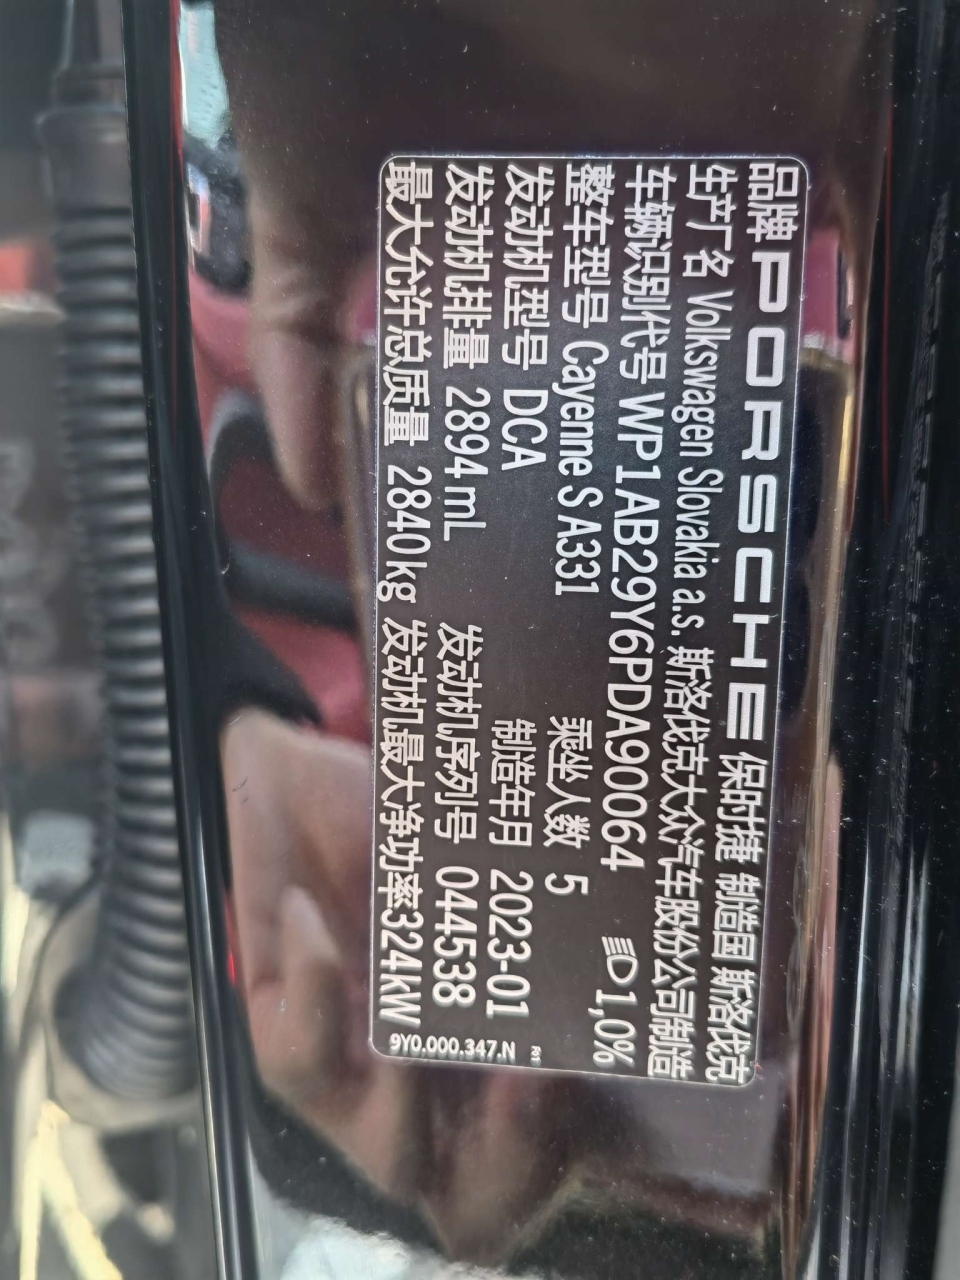 品牌 PORSCHE 保时捷 制造国 斯洛伐克
生产厂名 Volkswagen Slovakia a.s. 斯洛伐克大众汽车股份公司制造
车辆识别代号 WP1AB29Y6PDA90064 1,0%
整车型号 Cayenne S A331 乘坐人数 5
发动机型号 DCA 制造年月 2023-01
发动机排量 2894 mL 发动机序列号 044538
最大允许总质量 2840 kg 发动机最大净功率324kW
9Y0.000.347.N